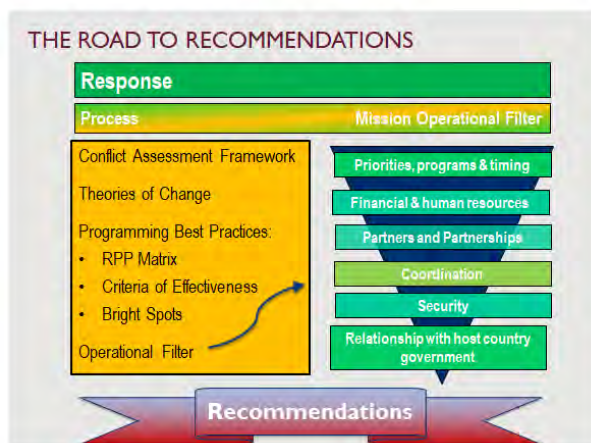 THE ROAD TO RECOMMENDATIONS
Response
Process
Mission Operational Filter
Conflict Assessment Framework
Theories of Change
Programming Best Practices:
• RPP Matrix
• Criteria of Effectiveness
• Bright Spots
Operational Filter
Priorities, programs & timing
Financial & human resources
Partners and Partnerships
Coordination
Security
Relationship with host country
government
Recommendations